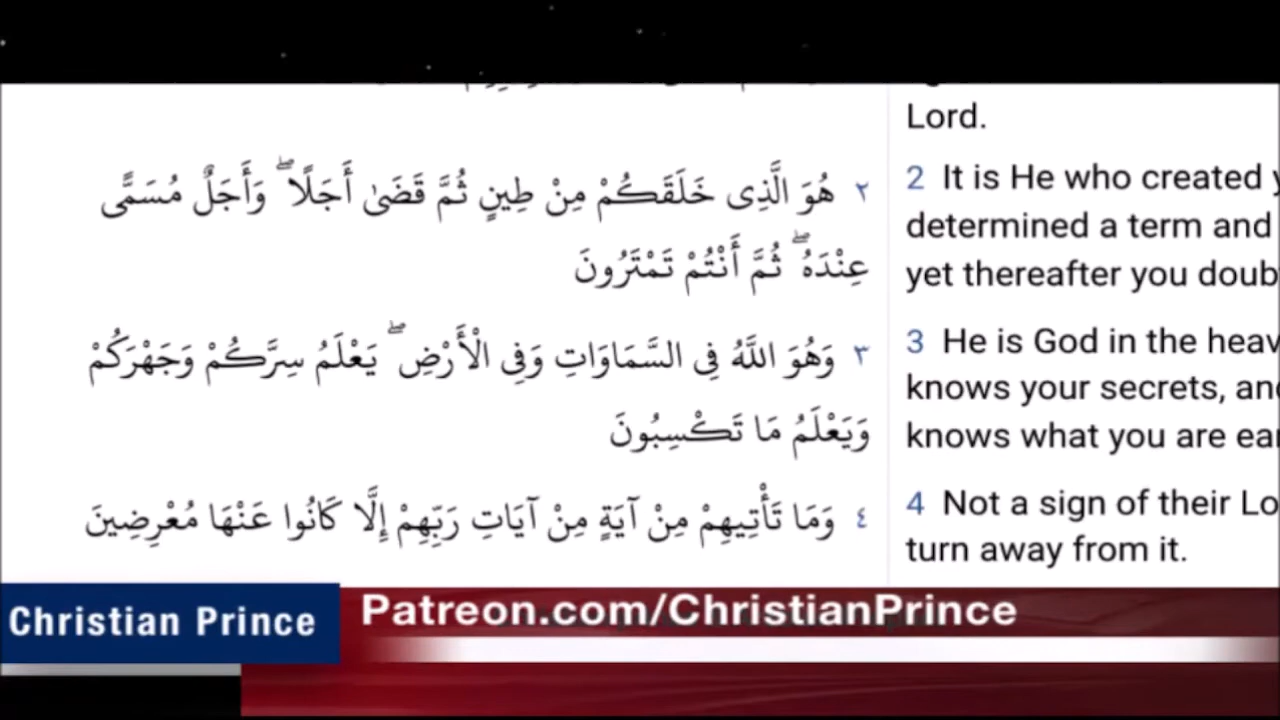 Lord.
٢ هُوَ الَّذِى خَلَقَكُمْ مِنْ طِينٍ ثُمَّ قَضَىٰ أَجَلًا ۖ وَأَجَلٌ مُسَمًّى
عِنْدَهُ ۖ ثُمَّ أَنْتُمْ تَمْتَرُونَ
2 It is He who created
determined a term and
yet thereafter you doub
٣ وَهُوَ اللَّهُ فِى السَّمَاوَاتِ وَفِى الْأَرْضِ ۖ يَعْلَمُ سِرَّكُمْ وَجَهْرَكُمْ
وَيَعْلَمُ مَا تَكْسِبُونَ
3 He is God in the heav
knows your secrets, an
knows what you are ea
٤ وَمَا تَأْتِيهِمْ مِنْ آيَةٍ مِنْ آيَاتِ رَبِّهِمْ إِلَّا كَانُوا عَنْهَا مُعْرِضِينَ
4 Not a sign of their Lo
turn away from it.
Christian Prince
Patreon.com/ChristianPrince